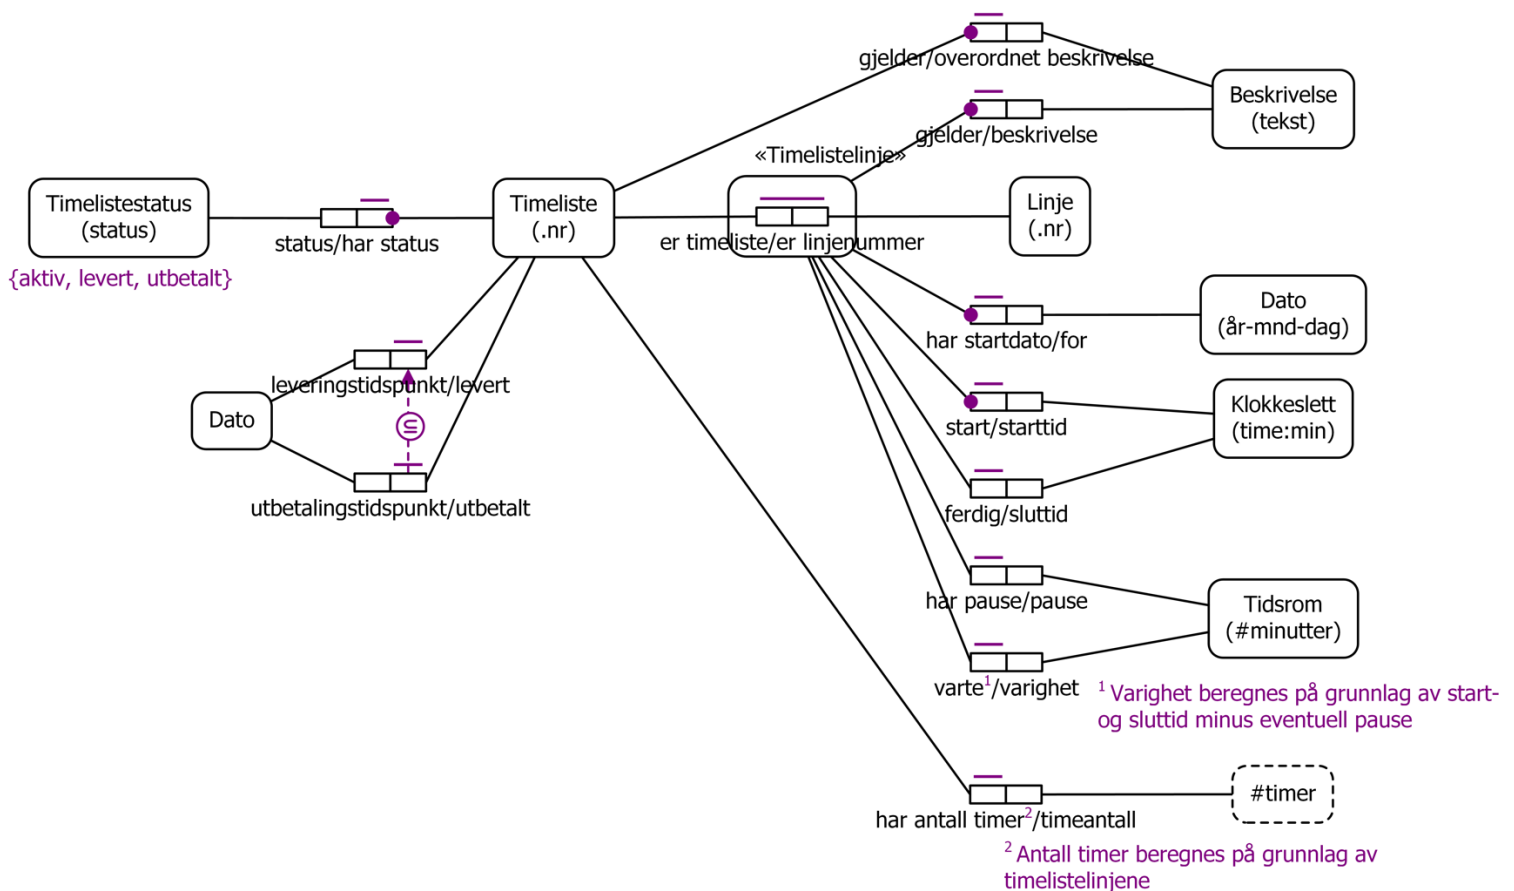 gjelder/overordnet beskrivelse
Beskrivelse
(tekst)
gjelder/beskrivelse
«Timelistelinje»
Timelistestatus
(status)
{aktiv, levert, utbetalt}
status/har status
Timeliste
(.nr)
er timeliste/er linjenummer
Linje
(.nr)
Dato
(år-mnd-dag)
har startdato/for
leveringstidspunkt/levert
Dato
utbetalingstidspunkt/utbetalt
Klokkeslett
(time:min)
start/starttid
ferdig/sluttid
har pause/pause
Tidsrom
(#minutter)
varte¹/varighet
¹ Varighet beregnes på grunnlag av start-
og sluttid minus eventuell pause
#timer
har antall timer²/timeantall
² Antall timer beregnes på grunnlag av
timelistelinjene